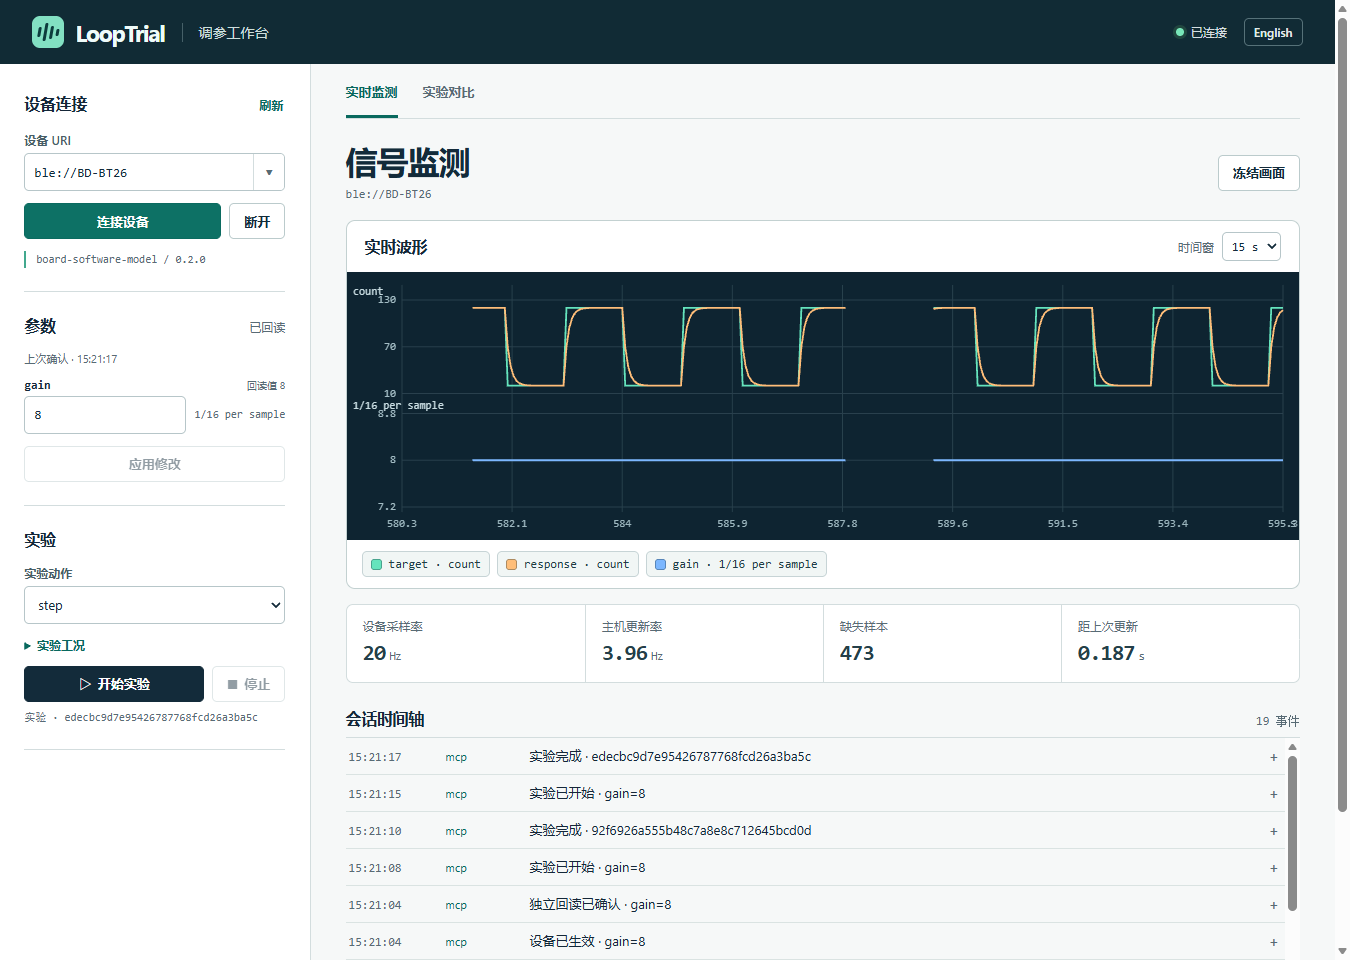 LoopTrial 调参工作台 已连接 English
设备连接 刷新
设备 URI
ble://BD-BT26
连接设备 断开
board-software-model / 0.2.0
参数 已回读
上次确认 · 15:21:17
gain 回读值 8
8 1/16 per sample
应用修改
实验
实验动作
step
实验工况
开始实验 停止
实验 · edecbc9d7e95426787768fcd26a3ba5c
实时监测 实验对比
信号监测
ble://BD-BT26
冻结画面
实时波形 时间窗 15 s
count
130
70
10
1/16 per sample
8.8
8
7.2
580.3 582.1 584 585.9 587.8 589.6 591.5 593.4
target · count response · count gain · 1/16 per sample
设备采样率 主机更新率 缺失样本 距上次更新
20 Hz 3.96 Hz 473 0.187 s
会话时间轴 19 事件
15:21:17 mcp 实验完成 · edecbc9d7e95426787768fcd26a3ba5c +
15:21:15 mcp 实验已开始 · gain=8 +
15:21:10 mcp 实验完成 · 92f6926a555b48c7a8e8c712645bcd0d +
15:21:08 mcp 实验已开始 · gain=8 +
15:21:04 mcp 独立回读已确认 · gain=8 +
15:21:04 mcp 设备已生效 · gain=8 +